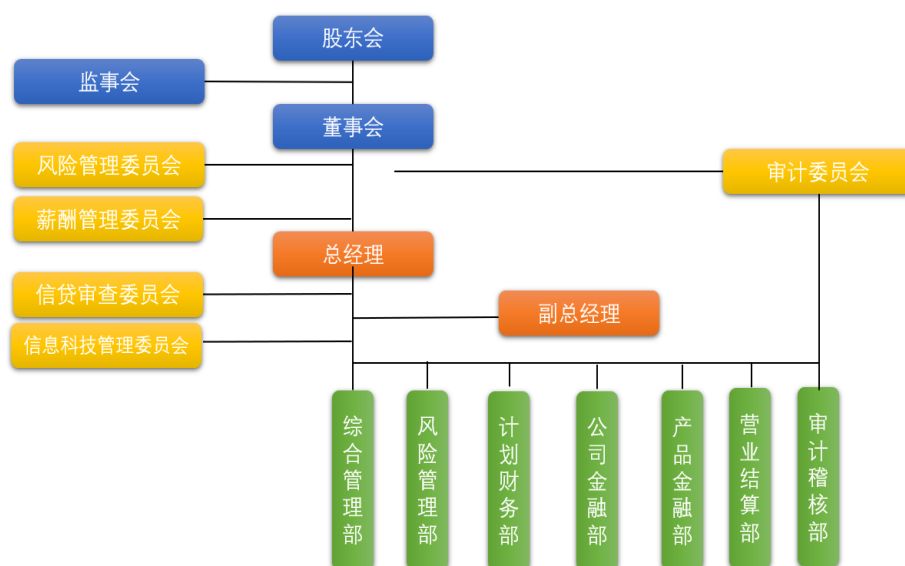 股东会
监事会
董事会
风险管理委员会
审计委员会
薪酬管理委员会
总经理
信贷审查委员会
副总经理
信息科技管理委员会
综合管理部
风险管理部
计划财务部
公司金融部
产品金融部
营业结算部
审计稽核部